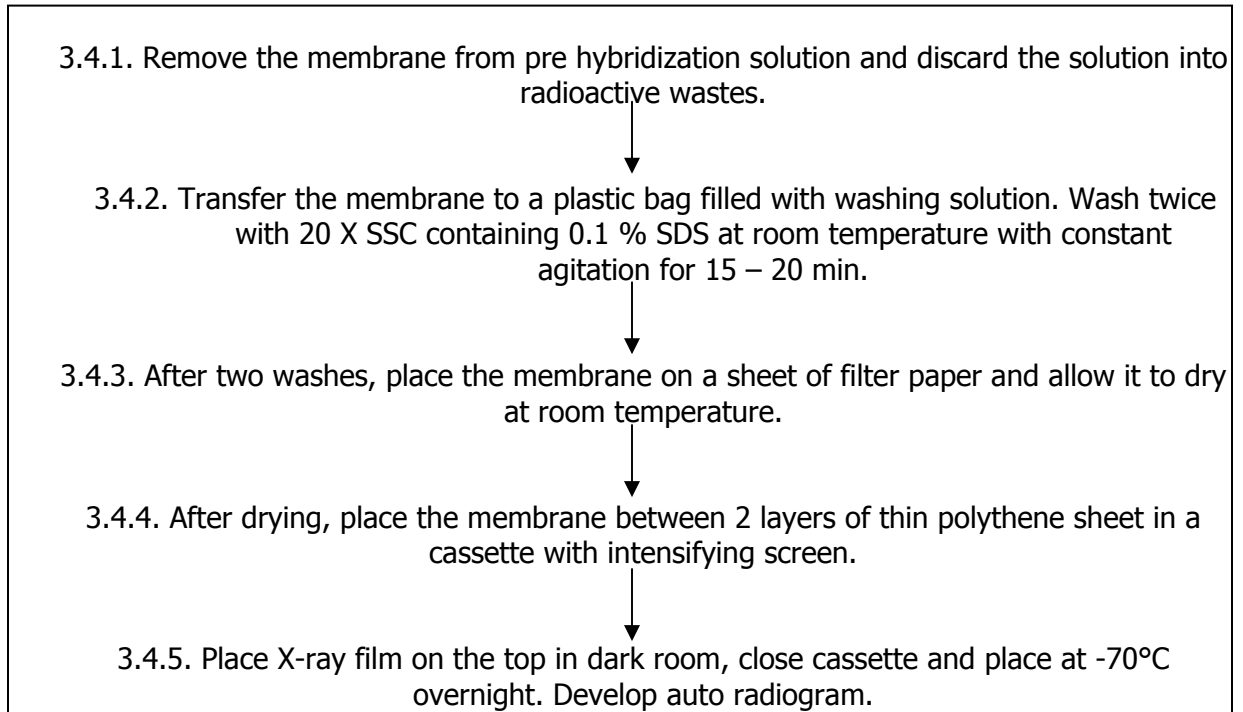 3.4.1. Remove the membrane from pre hybridization solution and discard the solution into
radioactive wastes.
3.4.2. Transfer the membrane to a plastic bag filled with washing solution. Wash twice
with 20 X SSC containing 0.1 % SDS at room temperature with constant
agitation for 15 – 20 min.
3.4.3. After two washes, place the membrane on a sheet of filter paper and allow it to dry
at room temperature.
3.4.4. After drying, place the membrane between 2 layers of thin polythene sheet in a
cassette with intensifying screen.
3.4.5. Place X-ray film on the top in dark room, close cassette and place at -70°C
overnight. Develop auto radiogram.